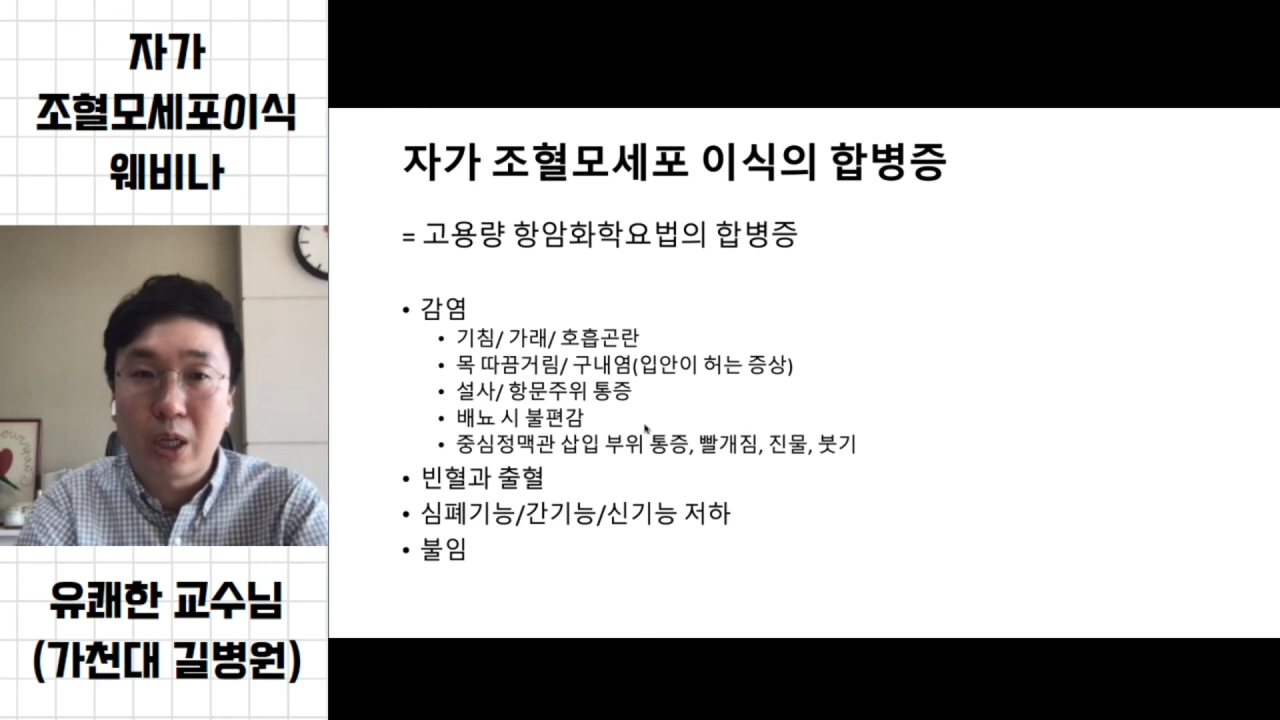 자가
조혈모세포이식
웨비나
유쾌한 교수님
(가천대 길병원)
자가 조혈모세포 이식의 합병증
= 고용량 항암화학요법의 합병증
• 감염
• 기침/ 가래/ 호흡곤란
• 목 따끔거림/ 구내염(입안이 허는 증상)
• 설사/ 항문주위 통증
• 배뇨 시 불편감
• 중심정맥관 삽입 부위 통증, 빨개짐, 진물, 붓기
• 빈혈과 출혈
• 심폐기능/간기능/신기능 저하
• 불임